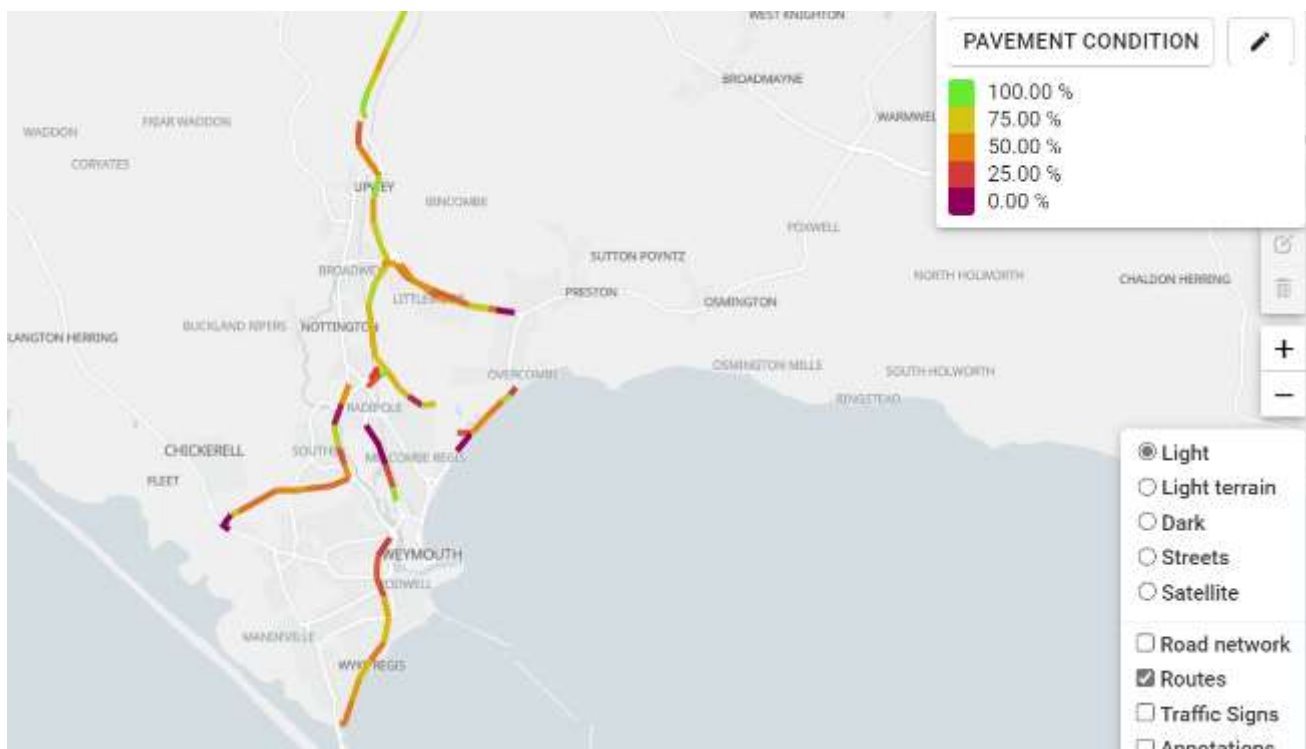 WEST KNIGHTON
PAVEMENT CONDITION
100.00 %
75.00 %
50.00 %
25.00 %
0.00 %
BROADMAYNE
WARMWEL
FRIAR WADDON
WADDON
CORYATES
BINCOMBE
POXWELL
SUTTON POYNTZ
PRESTON
OSMINGTON
NORTH HOLWORTH
CHALDON HERRING
BUCKLAND RIPERS
NOTTINGTON
LANGTON HERRING
OVERCOMBE
OSMINGTON MILLS
SOUTH HOLWORTH
RINGSTEAD
RADIPOLE
CHICKERELL
FLEET
WEYMOUTH
+
−
Light
Light terrain
Dark
Streets
Satellite
Road network
Routes
Traffic Signs
Annotations